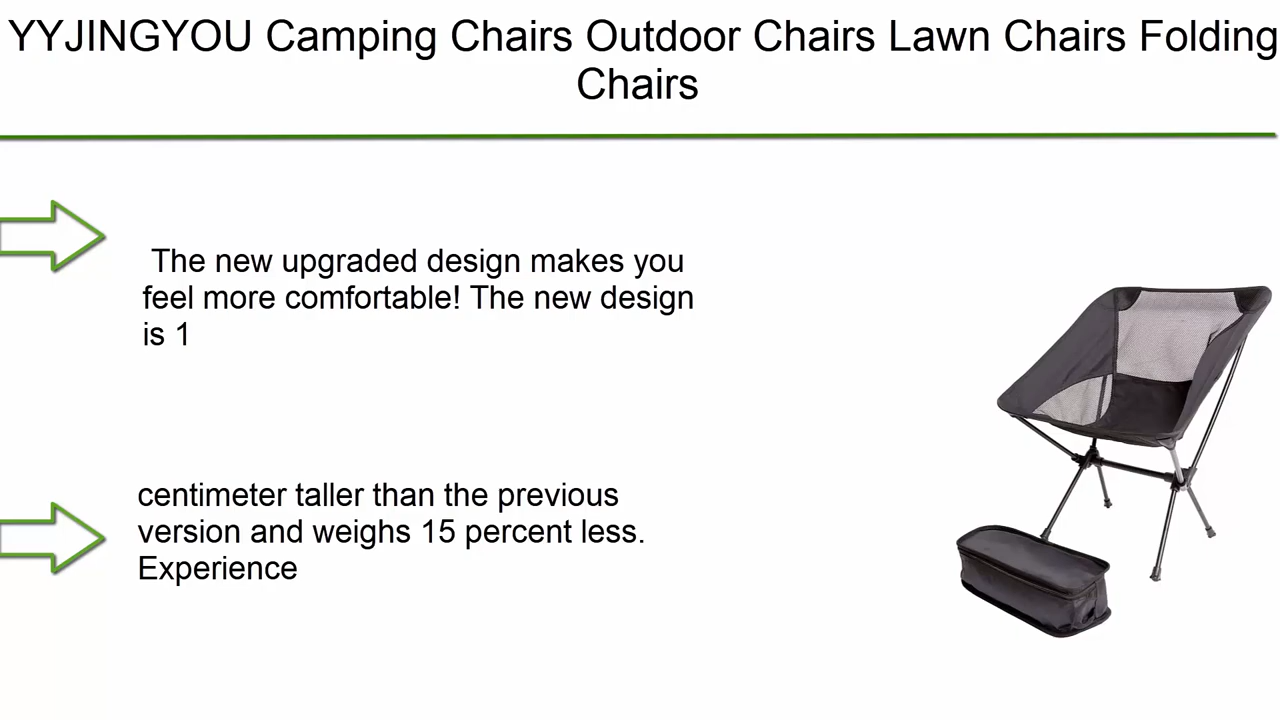 YYJINGYOU Camping Chairs Outdoor Chairs Lawn Chairs Folding
Chairs
The new upgraded design makes you
feel more comfortable! The new design
is 1
centimeter taller than the previous
version and weighs 15 percent less.
Experience